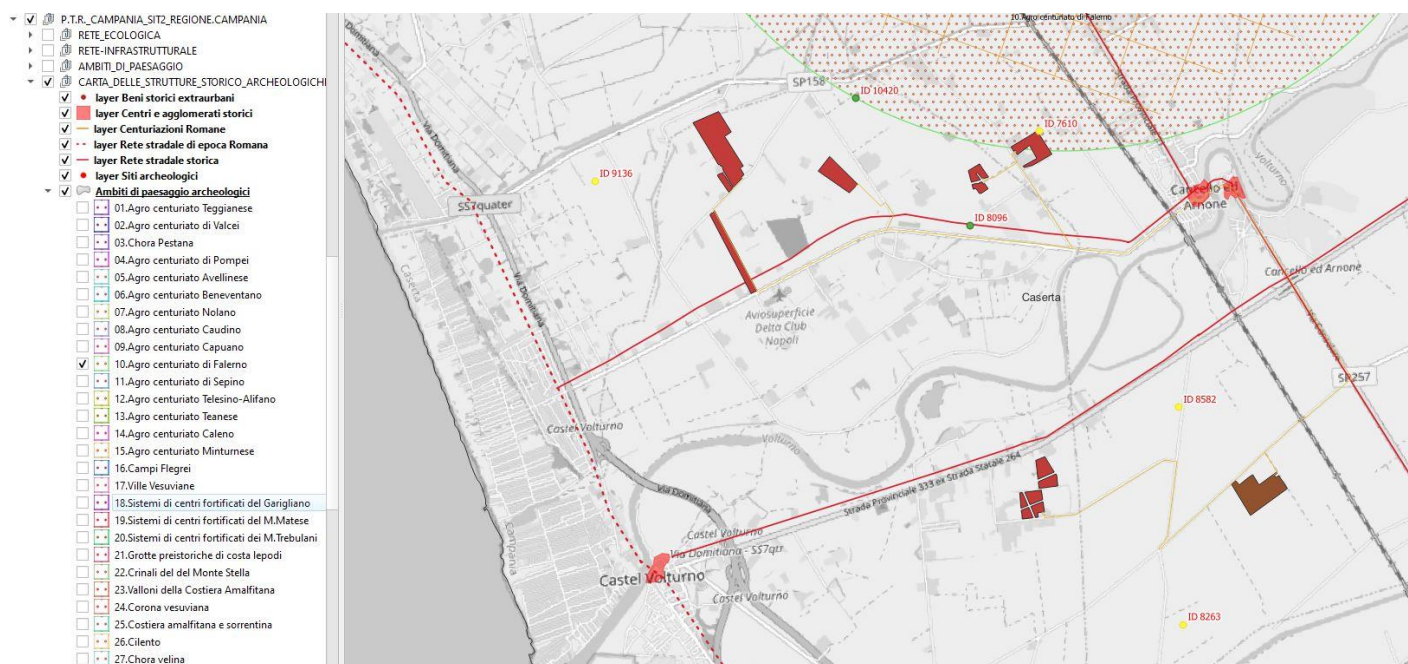 P.T.R._CAMPANIA_SIT2_REGIONE.CAMPANIA
RETE_ECOLOGICA
RETE-INFRASTRUTTURALE
AMBITI_DI_PAESAGGIO
CARTA_DELLE_STRUTTURE_STORICO_ARCHEOLOGICHI
layer Beni storici extraurbani
layer Centri e agglomerati storici
layer Centuriazioni Romane
layer Rete stradale di epoca Romana
layer Rete stradale storica
layer Siti archeologici
Ambiti di paesaggio archeologici
01.Agro centuriato Teggianese
02.Agro centuriato di Valcei
03.Chora Pestana
04.Agro centuriato di Pompei
05.Agro centuriato Avellinese
06.Agro centuriato Beneventano
07.Agro centuriato Nolano
08.Agro centuriato Caudino
09.Agro centuriato Capuano
10.Agro centuriato di Falerno
11.Agro centuriato di Sepino
12.Agro centuriato Telesino-Alifano
13.Agro centuriato Teanese
14.Agro centuriato Caleno
15.Agro centuriato Minturnese
16.Campi Flegrei
17.Ville Vesuviane
18.Sistemi di centri fortificati del Garigliano
19.Sistemi di centri fortificati del M.Matese
20.Sistemi di centri fortificati dei M.Trebulani
21.Grotte preistoriche di costa lepodi
22.Crinali del del Monte Stella
23.Valloni della Costiera Amalfitana
24.Corona vesuviana
25.Costiera amalfitana e sorrentina
26.Cilento
27.Chora velina
10.Agro centuriato di Falerno
Domitiana
SP158
ID 10420
Strada Provinciale
Via Domitiana
ID 7610
Volturno
ID 9136
Cancello ed
Arnone
SS7quater
ID 8096
Caserta
Cancello ed Arnone
Caserta
Via Domitiana
Aviosuperficie
Delta Club
Napoli
SP257
ID 8582
Castel Volturno
Volturno
Strada Provinciale 333 ex Strada Statale 264
Via Domitiana
Campania
Castel Volturno
Via Domitiana - SS7qtr
Castel Volturno
Castel Volturno
ID 8263